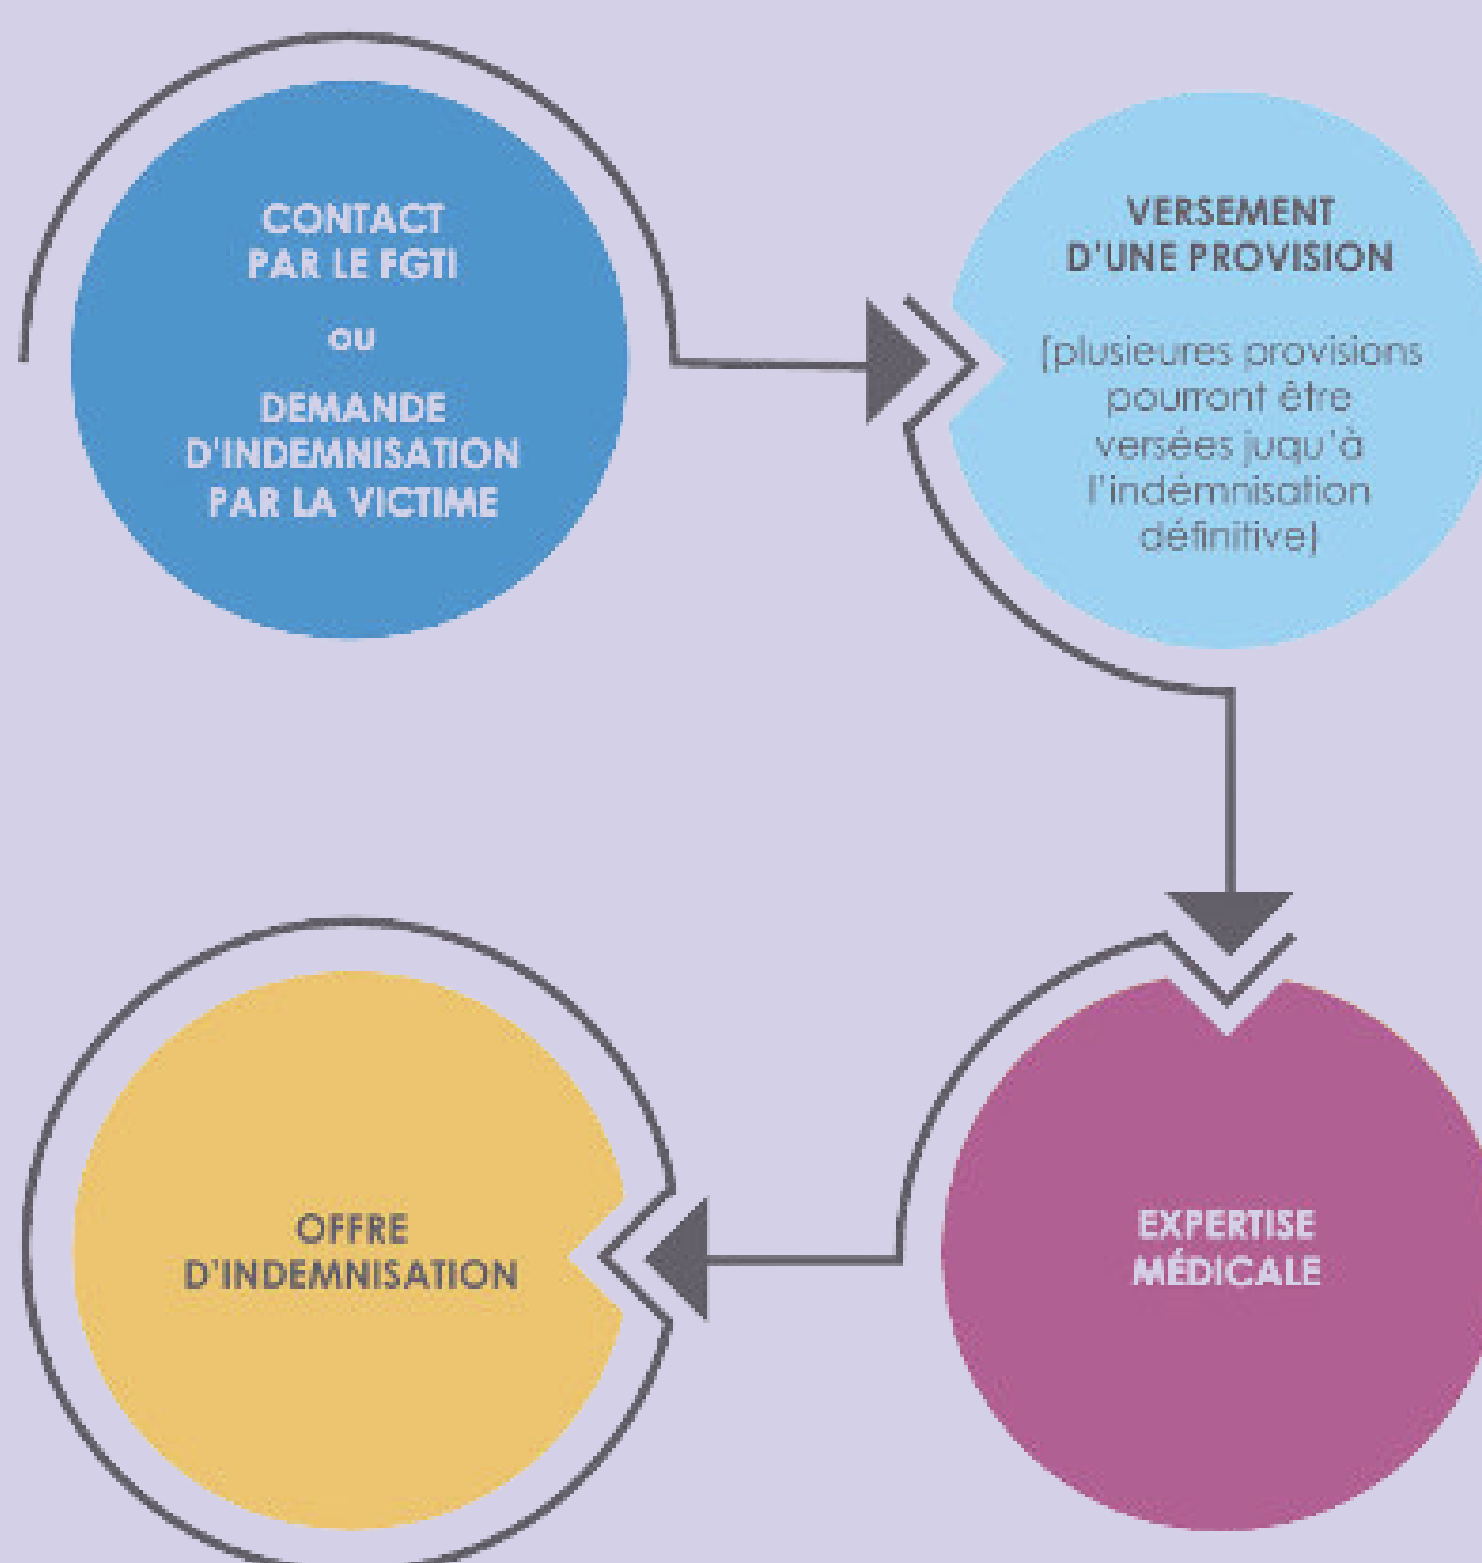 CONTACT
PAR LE FGTI
OU
DEMANDE
D'INDEMNISATION
PAR LA VICTIME
VERSEMENT
D'UNE PROVISION
(plusieures provisions
pourront être
versées juqu'à
l'indémnisation
définitive)
EXPERTISE
MÉDICALE
OFFRE
D'INDEMNISATION